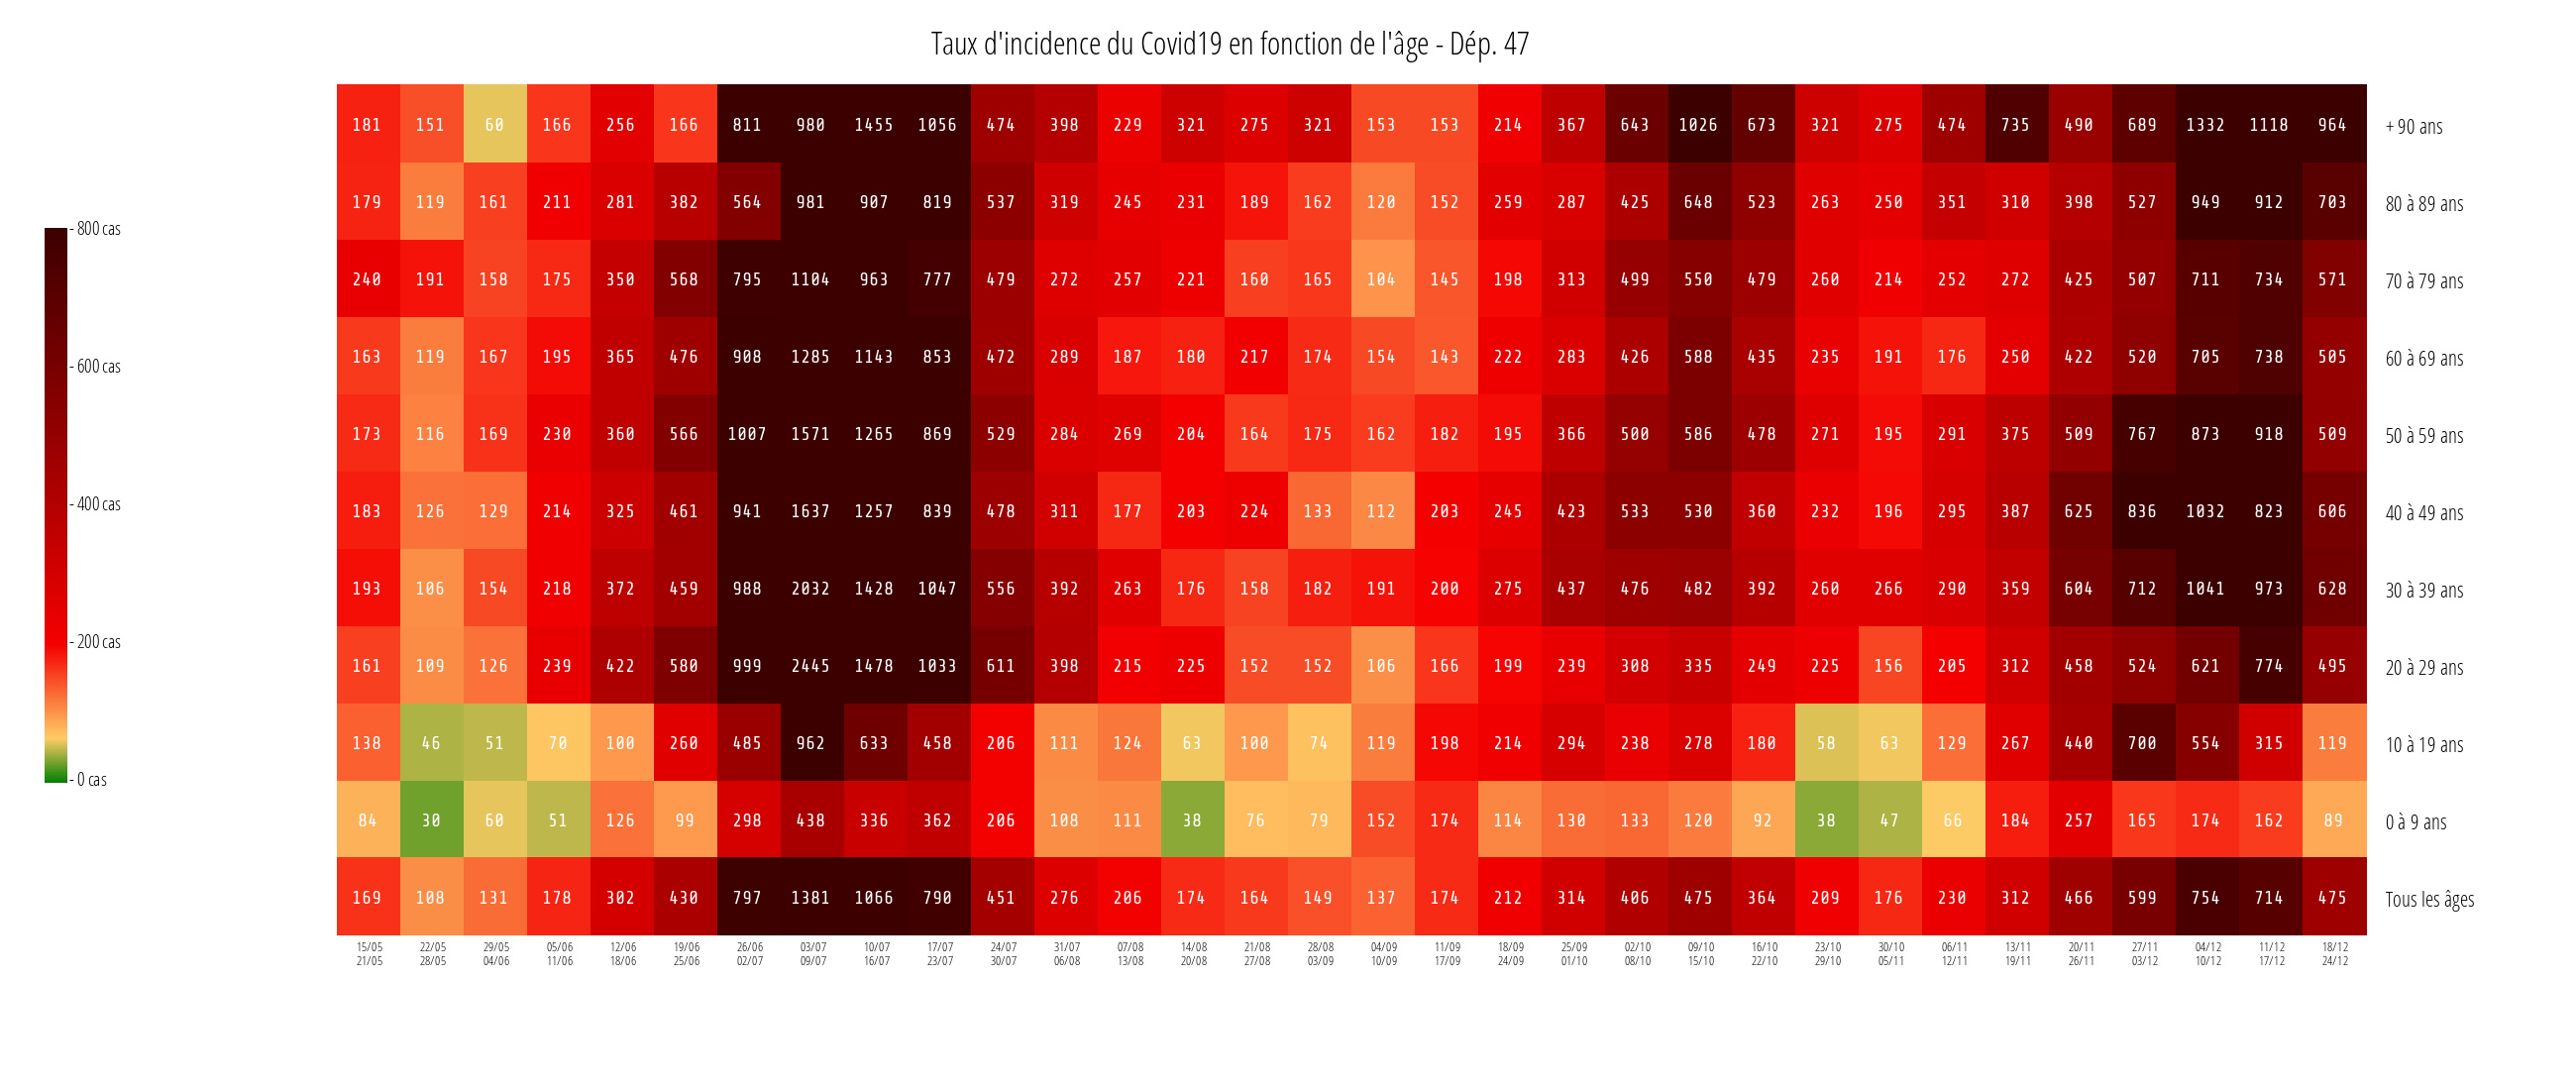 Taux d'incidence du Covid19 en fonction de l'âge - Dép. 47
181 151 60 166 256 166 811 980 1455 1056 474 398 229 321 275 321 153 153 214 367 643 1026 673 321 275 474 735 490 689 1332 1118 964 + 90 ans
179 119 161 211 281 382 564 981 907 819 537 319 245 231 189 162 120 152 259 287 425 648 523 263 250 351 310 398 527 949 912 703 80 à 89 ans
- 800 cas
240 191 158 175 350 568 795 1104 963 777 479 272 257 221 160 165 104 145 198 313 499 550 479 260 214 252 272 425 507 711 734 571 70 à 79 ans
163 119 167 195 365 476 908 1285 1143 853 472 289 187 180 217 174 154 143 222 283 426 588 435 235 191 176 250 422 520 705 738 505 60 à 69 ans
- 600 cas
173 116 169 230 360 566 1007 1571 1265 869 529 284 269 204 164 175 162 182 195 366 500 586 478 271 195 291 375 509 767 873 918 509 50 à 59 ans
- 400 cas
183 126 129 214 325 461 941 1637 1257 839 478 311 177 203 224 133 112 203 245 423 533 530 360 232 196 295 387 625 836 1032 823 606 40 à 49 ans
193 106 154 218 372 459 988 2032 1428 1047 556 392 263 176 158 182 191 200 275 437 476 482 392 260 266 290 359 604 712 1041 973 628 30 à 39 ans
- 200 cas
161 109 126 239 422 580 999 2445 1478 1033 611 398 215 225 152 152 106 166 199 239 308 335 249 225 156 205 312 458 524 621 774 495 20 à 29 ans
138 46 51 70 100 260 485 962 633 458 206 111 124 63 100 74 119 198 214 294 238 278 180 58 63 129 267 440 700 554 315 119 10 à 19 ans
- 0 cas
84 30 60 51 126 99 298 438 336 362 206 108 111 38 76 79 152 174 114 130 133 120 92 38 47 66 184 257 165 174 162 89 0 à 9 ans
169 108 131 178 302 430 797 1381 1066 790 451 276 206 174 164 149 137 174 212 314 406 475 364 209 176 230 312 466 599 754 714 475 Tous les âges
15/05 22/05 29/05 05/06 12/06 19/06 26/06 03/07 10/07 17/07 24/07 31/07 07/08 14/08 21/08 28/08 04/09 11/09 18/09 25/09 02/10 09/10 16/10 23/10 30/10 06/11 13/11 20/11 27/11 04/12 11/12 18/12
21/05 28/05 04/06 11/06 18/06 25/06 02/07 09/07 16/07 23/07 30/07 06/08 13/08 20/08 27/08 03/09 10/09 17/09 24/09 01/10 08/10 15/10 22/10 29/10 05/11 12/11 19/11 26/11 03/12 10/12 17/12 24/12